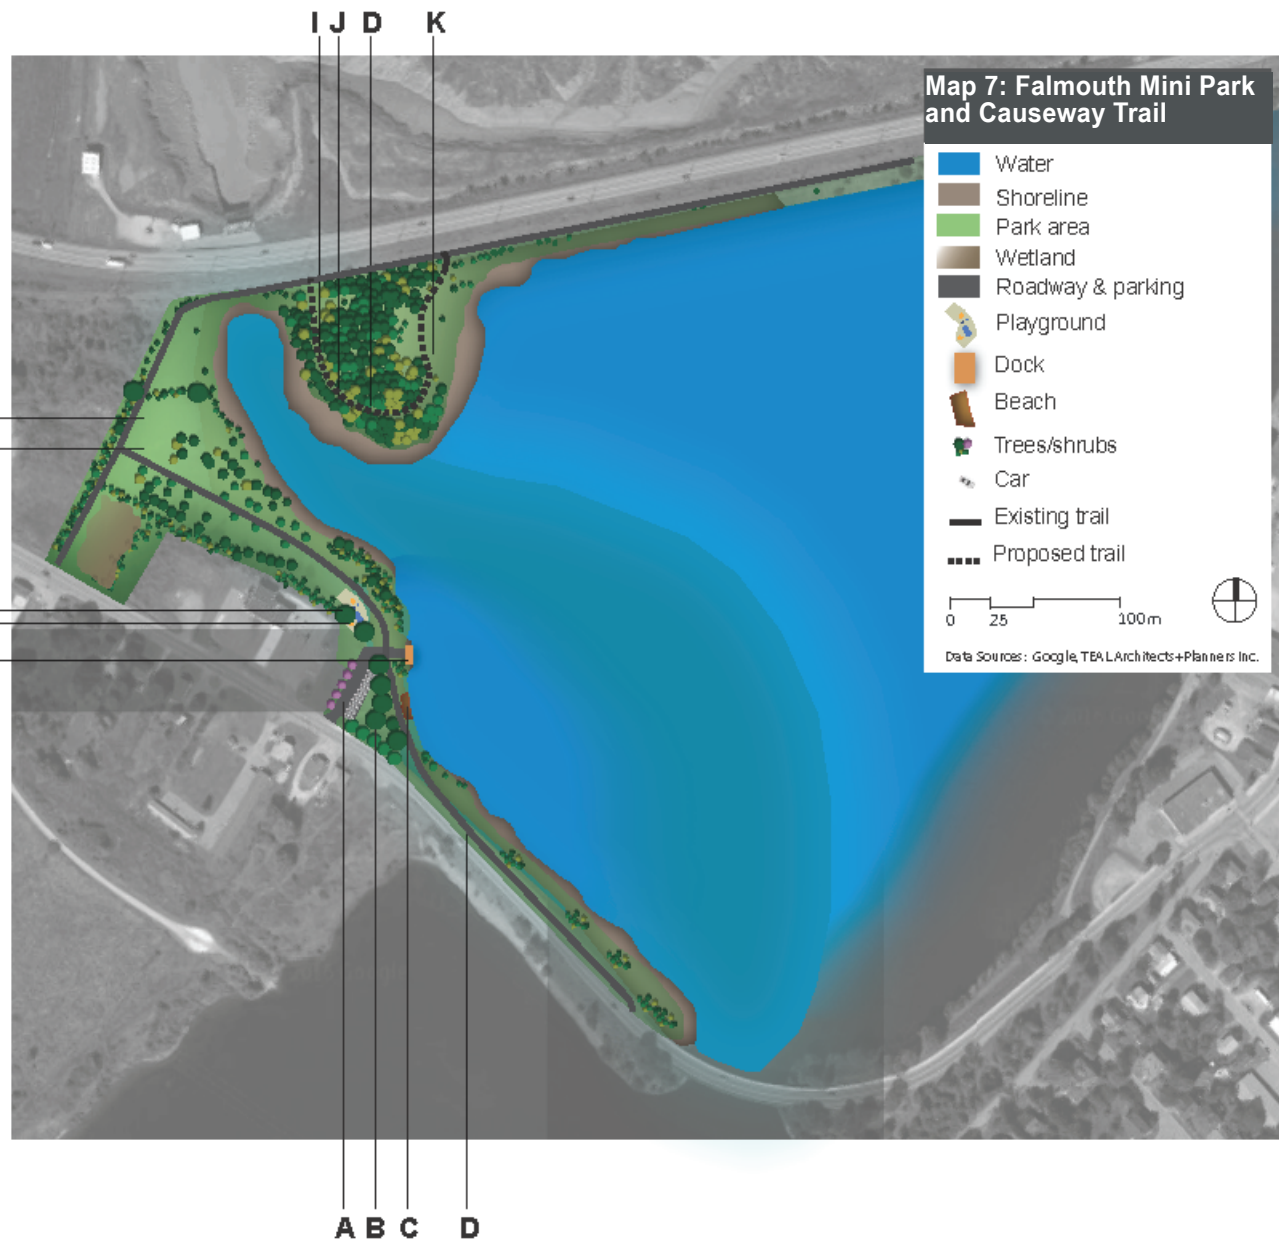 I J D K
Map 7: Falmouth Mini Park
and Causeway Trail
Water
Shoreline
Park area
Wetland
Roadway & parking
Playground
Dock
Beach
Trees/shrubs
Car
Existing trail
Proposed trail
0 25 100m
Data Sources: Google, TEAL Architects+Planners Inc.
A B C D